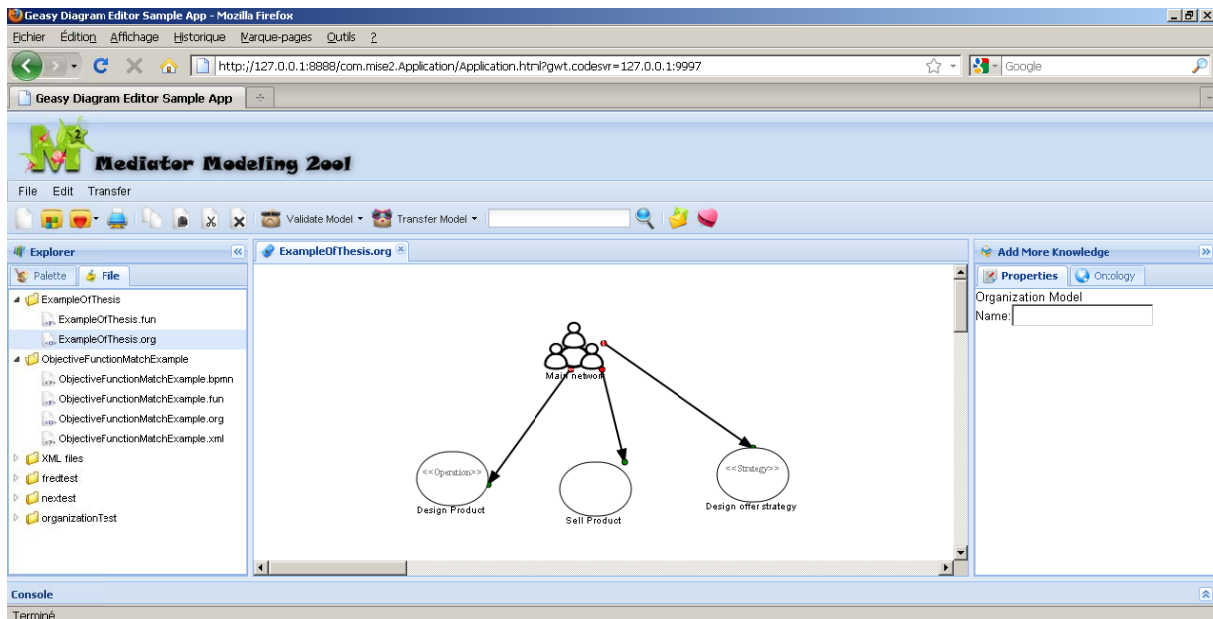 Geasy Diagram Editor Sample App - Mozilla Firefox
Fichier Édition Affichage Historique Marque-pages Outils ?
http://127.0.0.1:8888/com.mise2.Application/Application.html?gwt.codesvr=127.0.0.1:9997
Google
Geasy Diagram Editor Sample App
M 2
Mediator Modeling 2ool
File Edit Transfer
Validate Model Transfer Model
Explorer
ExampleOfThesis.org
Add More Knowledge
Palette File
Properties Ontology
ExampleOfThesis
Organization Model
ExampleOfThesis.fun
Name:
ExampleOfThesis.org
ObjectiveFunctionMatchExample
ObjectiveFunctionMatchExample.bpmn
ObjectiveFunctionMatchExample.fun
ObjectiveFunctionMatchExample.org
ObjectiveFunctionMatchExample.xml
XML files
fredtest
nextest
organizationTest
Main network
<<Operation>>
<<Strategy>>
Design Product
Sell Product
Design offer strategy
Console
Terminé